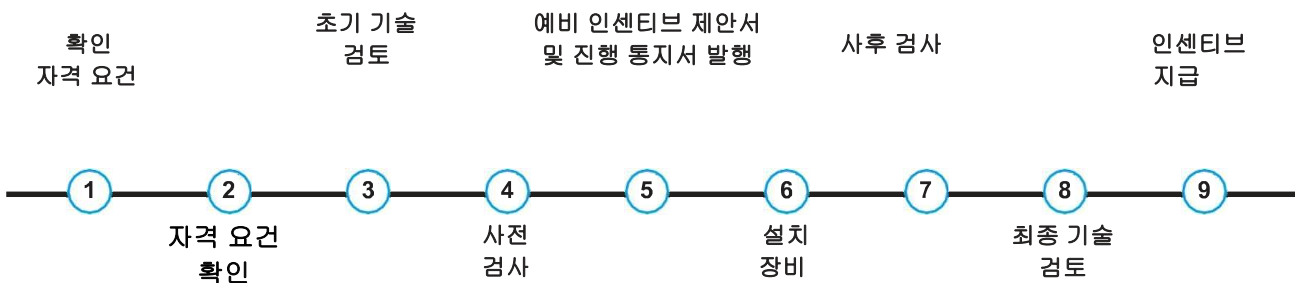 확인
자격 요건
1
자격 요건
확인
2
초기 기술
검토
3
사전
검사
4
예비 인센티브 제안서
및 진행 통지서 발행
5
설치
장비
6
사후 검사
7
최종 기술
검토
8
인센티브
지급
9